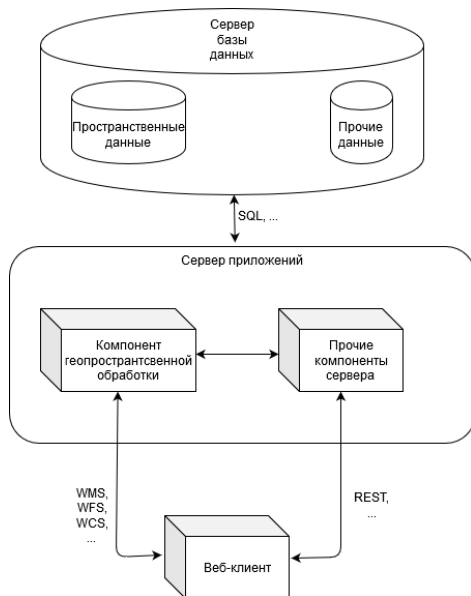 Сервер
базы
данных
Пространственные
данные
Прочие
данные
SQL, ...
Сервер приложений
Компонент
геопространтсвенной
обработки
Прочие
компоненты
сервера
WMS,
WFS,
WCS,
...
REST,
...
Веб-клиент